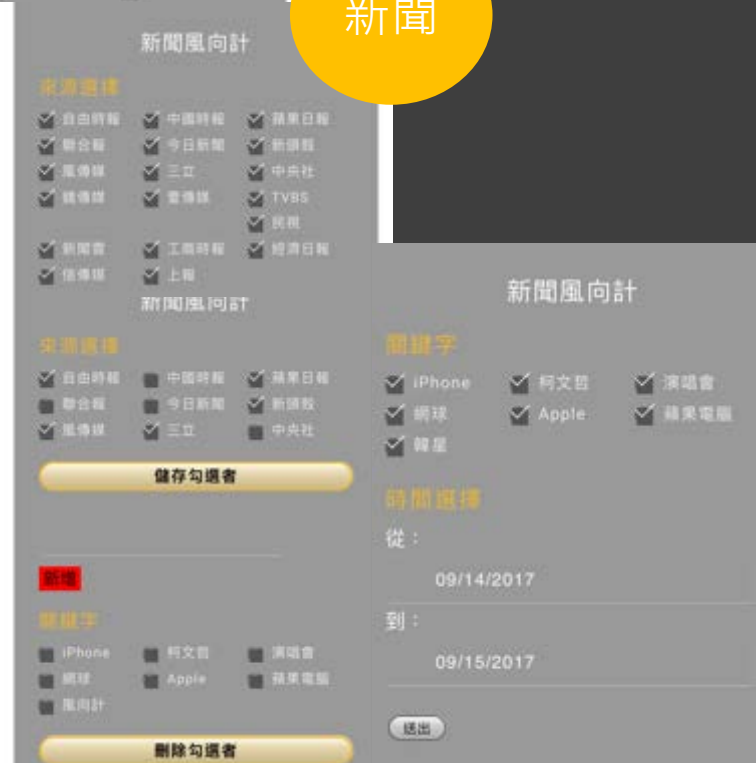 新聞
新聞風向計
來源選擇
自由時報 中國時報 蘋果日報
聯合報 今日新聞 新頭殼
風傳媒 三立 中央社
鏡傳媒 壹傳媒 TVBS
民視
新聞雲 工商時報 經濟日報
信傳媒 上報
新聞風向計
來源選擇
自由時報 中國時報 蘋果日報
聯合報 今日新聞 新頭殼
風傳媒 三立 中央社
儲存勾選者
新增
關鍵字
iPhone 柯文哲 演唱會
網球 Apple 蘋果電腦
風向計
刪除勾選者
新聞風向計
關鍵字
iPhone 柯文哲 演唱會
網球 Apple 蘋果電腦
韓星
時間選擇
從：
09/14/2017
到：
09/15/2017
送出